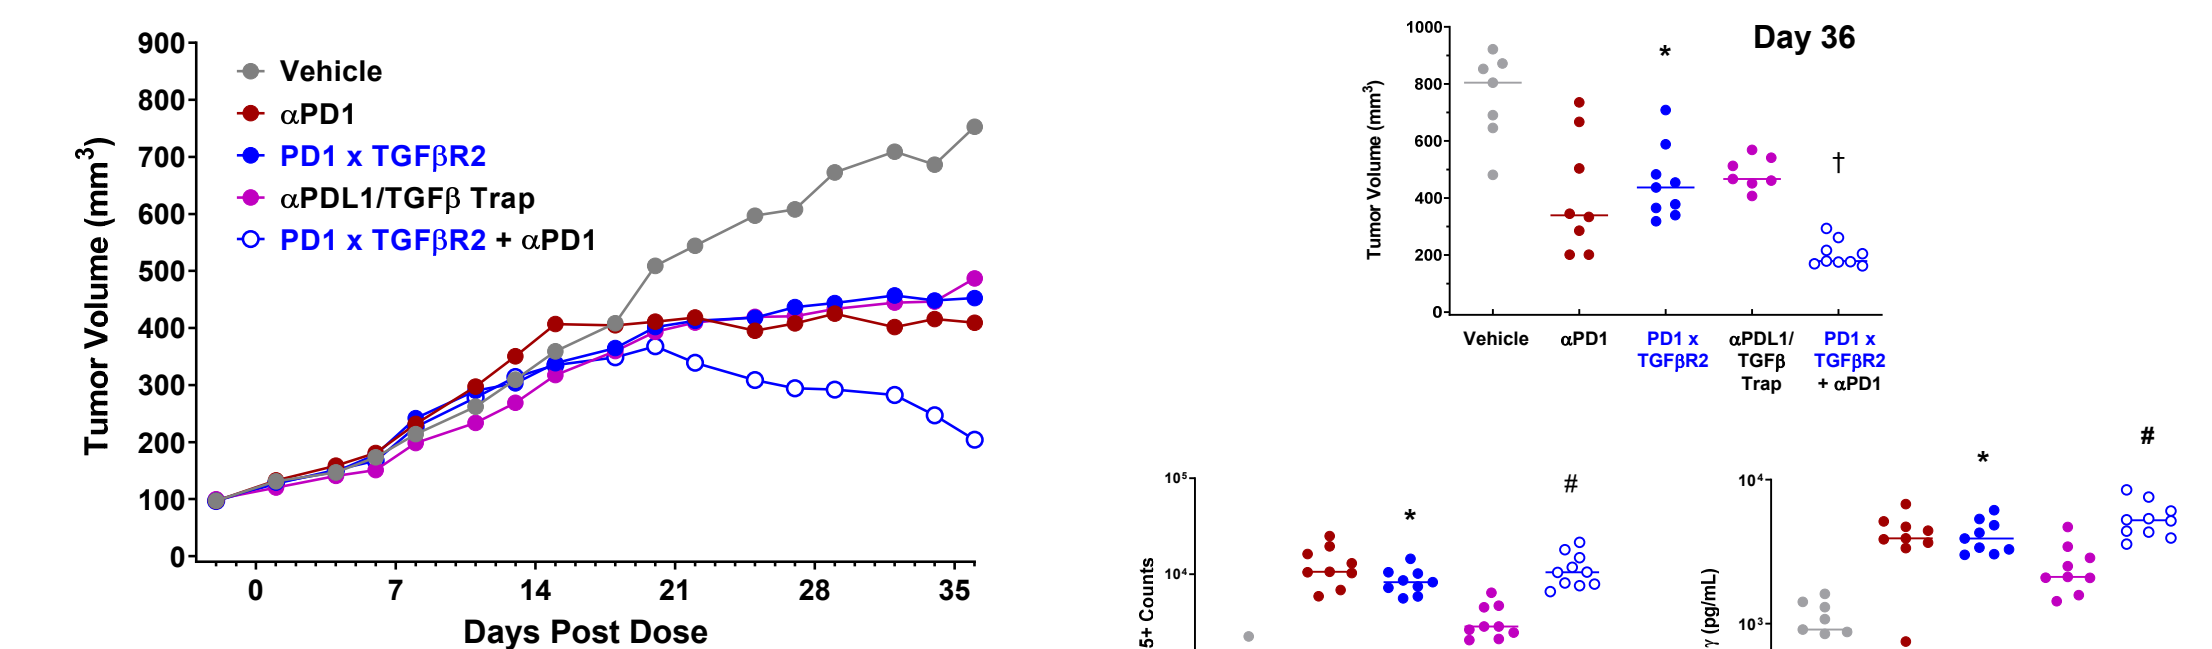 900
800
700
600
500
400
300
200
100
0
Tumor Volume (mm³)
Vehicle
αPD1
PD1 x TGFβR2
αPDL1/TGFβ Trap
PD1 x TGFβR2 + αPD1
0 7 14 21 28 35
Days Post Dose
Day 36
1000
800
600
400
200
0
Tumor Volume (mm³)
*
†
Vehicle
αPD1
PD1 x
TGFβR2
αPDL1/
TGFβ
Trap
PD1 x
TGFβR2
+ αPD1
10⁵
10⁴
5+ Counts
*
#
10⁴
10³
γ (pg/mL)
*
#